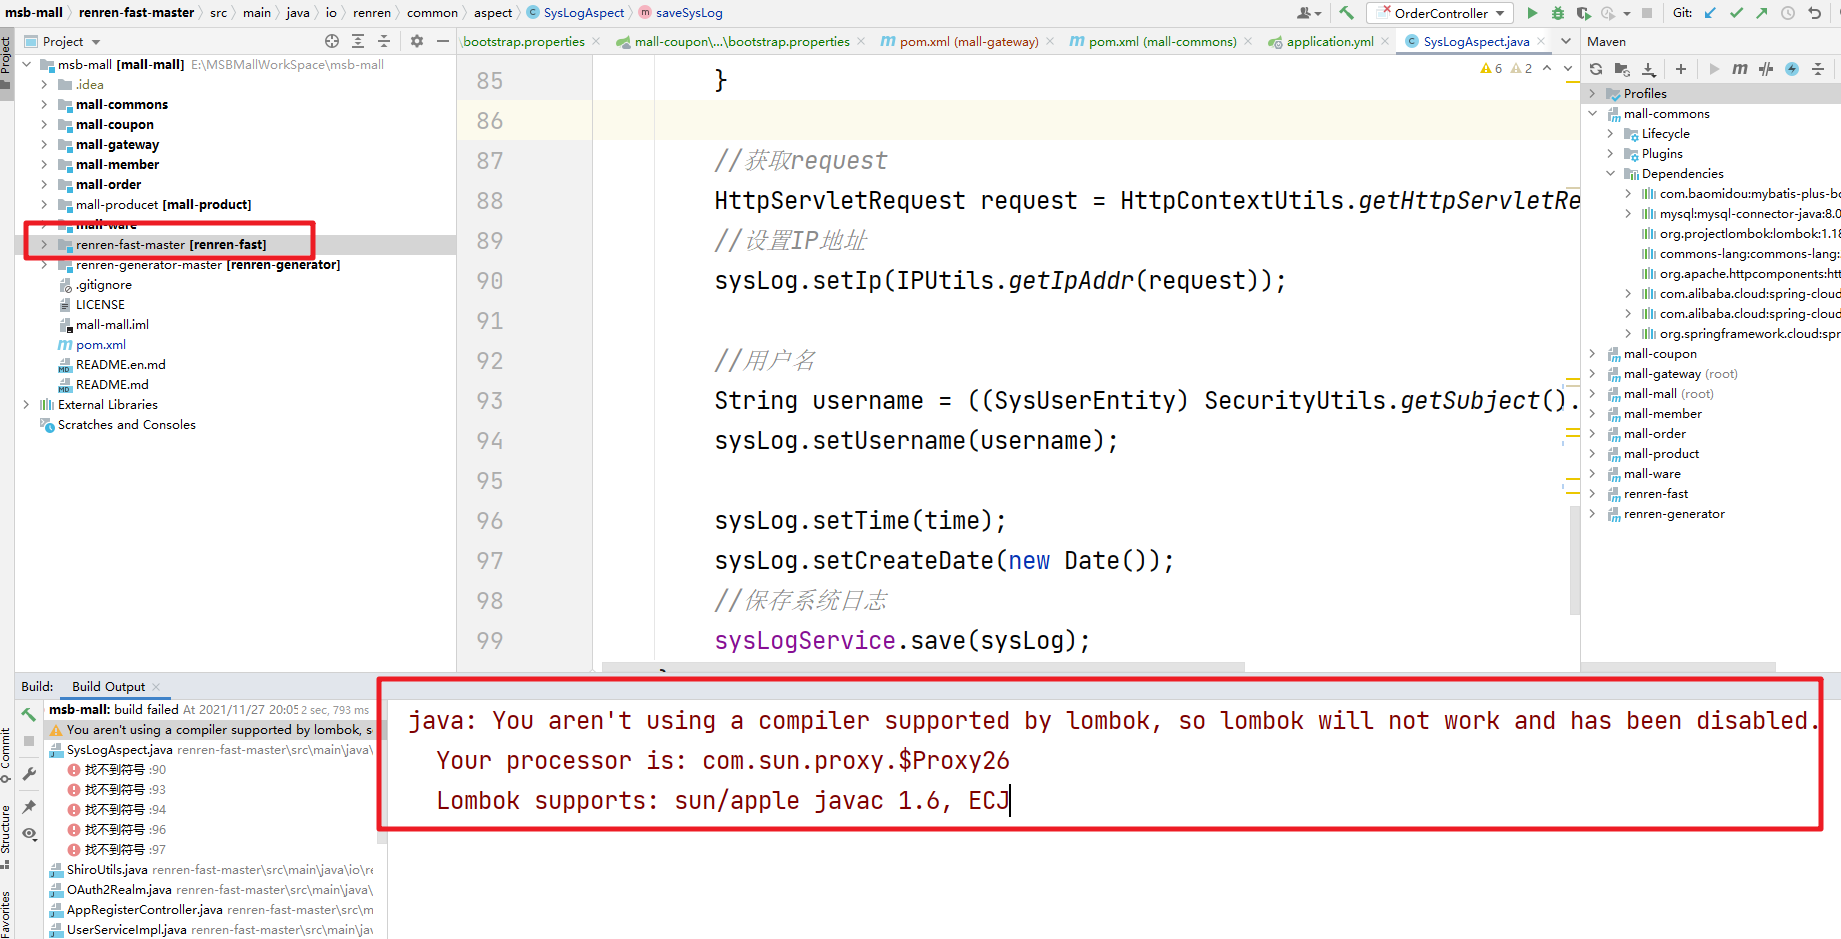 msb-mall renren-fast-master src main java io renren common aspect SysLogAspect saveSysLog OrderController Git:
Project \bootstrap.properties mall-coupon\...\bootstrap.properties pom.xml (mall-gateway) pom.xml (mall-commons) application.yml SysLogAspect.java Maven
Project
msb-mall [mall-mall] E:\MSBMallWorkSpace\msb-mall
.idea
mall-commons
mall-coupon
mall-gateway
mall-member
mall-order
mall-producet [mall-product]
mall-ware
renren-fast-master [renren-fast]
renren-generator-master [renren-generator]
.gitignore
LICENSE
mall-mall.iml
pom.xml
README.en.md
README.md
External Libraries
Scratches and Consoles
6 2
85 }
86
87 //获取request
88 HttpServletRequest request = HttpContextUtils.getHttpServletRe
89 //设置IP地址
90 sysLog.setIp(IPUtils.getIpAddr(request));
91
92 //用户名
93 String username = ((SysUserEntity) SecurityUtils.getSubject().
94 sysLog.setUsername(username);
95
96 sysLog.setTime(time);
97 sysLog.setCreateDate(new Date());
98 //保存系统日志
99 sysLogService.save(sysLog);
Profiles
mall-commons
Lifecycle
Plugins
Dependencies
com.baomidou:mybatis-plus-bo
mysql:mysql-connector-java:8.0
org.projectlombok:lombok:1.18
commons-lang:commons-lang:
org.apache.httpcomponents:htt
com.alibaba.cloud:spring-cloud
com.alibaba.cloud:spring-cloud
org.springframework.cloud:spr
mall-coupon
mall-gateway (root)
mall-mall (root)
mall-member
mall-order
mall-product
mall-ware
renren-fast
renren-generator
Build: Build Output
msb-mall: build failed At 2021/11/27 20:05 2 sec, 793 ms
You aren't using a compiler supported by lombok, s
SysLogAspect.java renren-fast-master\src\main\java\
找不到符号 :90
找不到符号 :93
找不到符号 :94
找不到符号 :96
找不到符号 :97
ShiroUtils.java renren-fast-master\src\main\java\io\re
OAuth2Realm.java renren-fast-master\src\main\java\
AppRegisterController.java renren-fast-master\src\m
UserServiceImpl.java renren-fast-master\src\main\jav
java: You aren't using a compiler supported by lombok, so lombok will not work and has been disabled.
Your processor is: com.sun.proxy.$Proxy26
Lombok supports: sun/apple javac 1.6, ECJ
Commit
Structure
Favorites